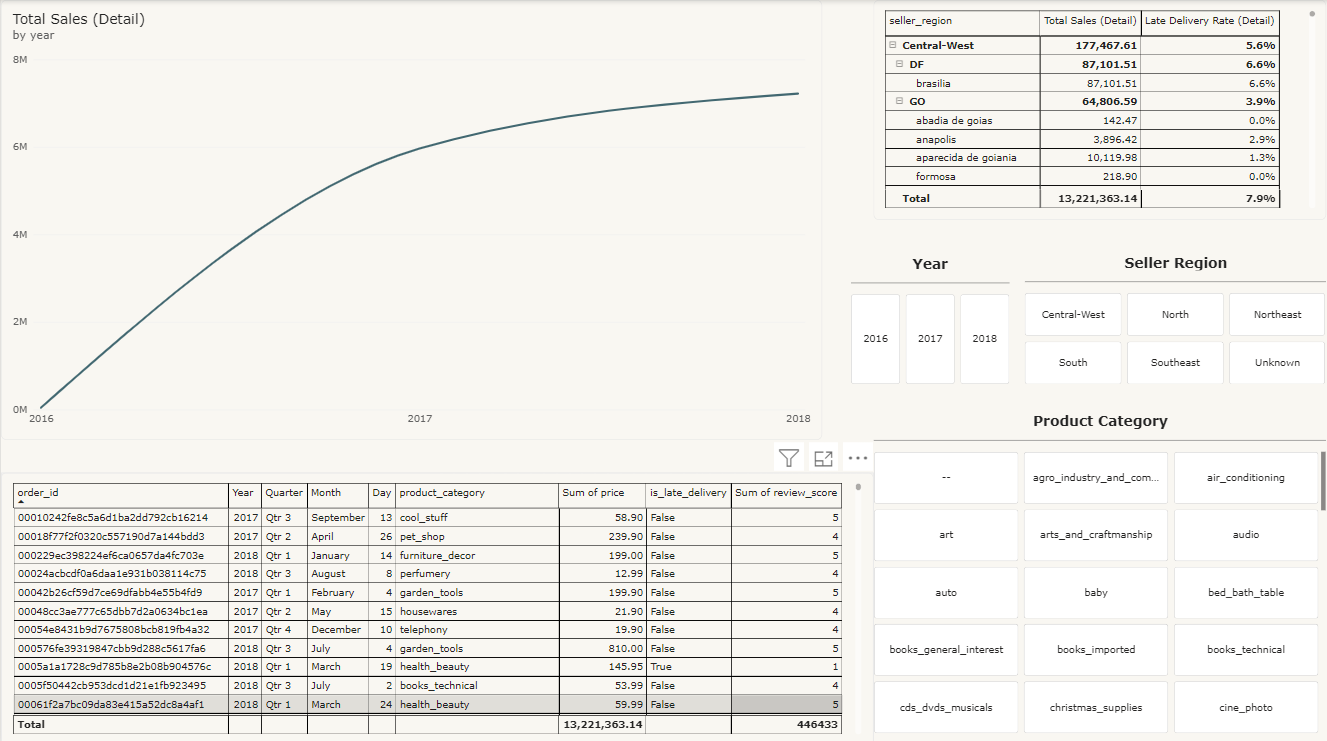 Total Sales (Detail)
by year
8M
6M
4M
2M
0M
2016 2017 2018
seller_region Total Sales (Detail) Late Delivery Rate (Detail)
Central-West 177,467.61 5.6%
DF 87,101.51 6.6%
brasilia 87,101.51 6.6%
GO 64,806.59 3.9%
abadia de goias 142.47 0.0%
anapolis 3,896.42 2.9%
aparecida de goiania 10,119.98 1.3%
formosa 218.90 0.0%
Total 13,221,363.14 7.9%
Year
2016 2017 2018
Seller Region
Central-West North Northeast
South Southeast Unknown
Product Category
-- agro_industry_and_com... air_conditioning
art arts_and_craftmanship audio
auto baby bed_bath_table
books_general_interest books_imported books_technical
cds_dvds_musicals christmas_supplies cine_photo
order_id Year Quarter Month Day product_category Sum of price is_late_delivery Sum of review_score
00010242fe8c5a6d1ba2dd792cb16214 2017 Qtr 3 September 13 cool_stuff 58.90 False 5
00018f77f2f0320c557190d7a144bdd3 2017 Qtr 2 April 26 pet_shop 239.90 False 4
000229ec398224ef6ca0657da4fc703e 2018 Qtr 1 January 14 furniture_decor 199.00 False 5
00024acbcdf0a6daa1e931b038114c75 2018 Qtr 3 August 8 perfumery 12.99 False 4
00042b26cf59d7ce69dfabb4e55b4fd9 2017 Qtr 1 February 4 garden_tools 199.90 False 5
00048cc3ae777c65dbb7d2a0634bc1ea 2017 Qtr 2 May 15 housewares 21.90 False 4
00054e8431b9d7675808bcb819fb4a32 2017 Qtr 4 December 10 telephony 19.90 False 4
000576fe39319847cbb9d288c5617fa6 2018 Qtr 3 July 4 garden_tools 810.00 False 5
0005a1a1728c9d785b8e2b08b904576c 2018 Qtr 1 March 19 health_beauty 145.95 True 1
0005f50442cb953dcd1d21e1fb923495 2018 Qtr 3 July 2 books_technical 53.99 False 4
00061f2a7bc09da83e415a52dc8a4af1 2018 Qtr 1 March 24 health_beauty 59.99 False 5
Total 13,221,363.14 446433